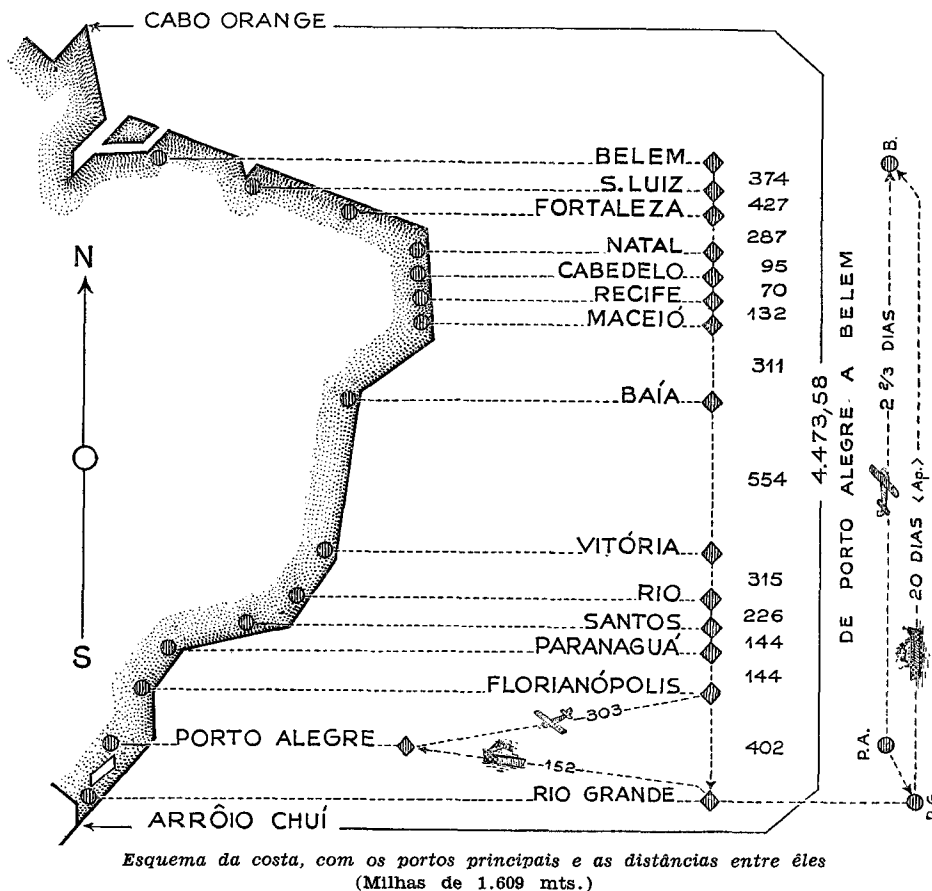 CABO ORANGE
BELEM
S. LUIZ
374
FORTALEZA
427
NATAL
287
CABEDELO
95
RECIFE
70
MACEIÓ
132
311
BAÍA
554
VITÓRIA
315
RIO
226
SANTOS
144
PARANAGUÁ
144
FLORIANÓPOLIS
303
PORTO ALEGRE
402
152
RIO GRANDE
ARRÔIO CHUÍ
N
S
4.473,58
DE PORTO ALEGRE A BELEM
B.
2 2/3 DIAS
20 DIAS (Ap.)
P.A.
Esquema da costa, com os portos principais e as distâncias entre êles
(Milhas de 1.609 mts.)